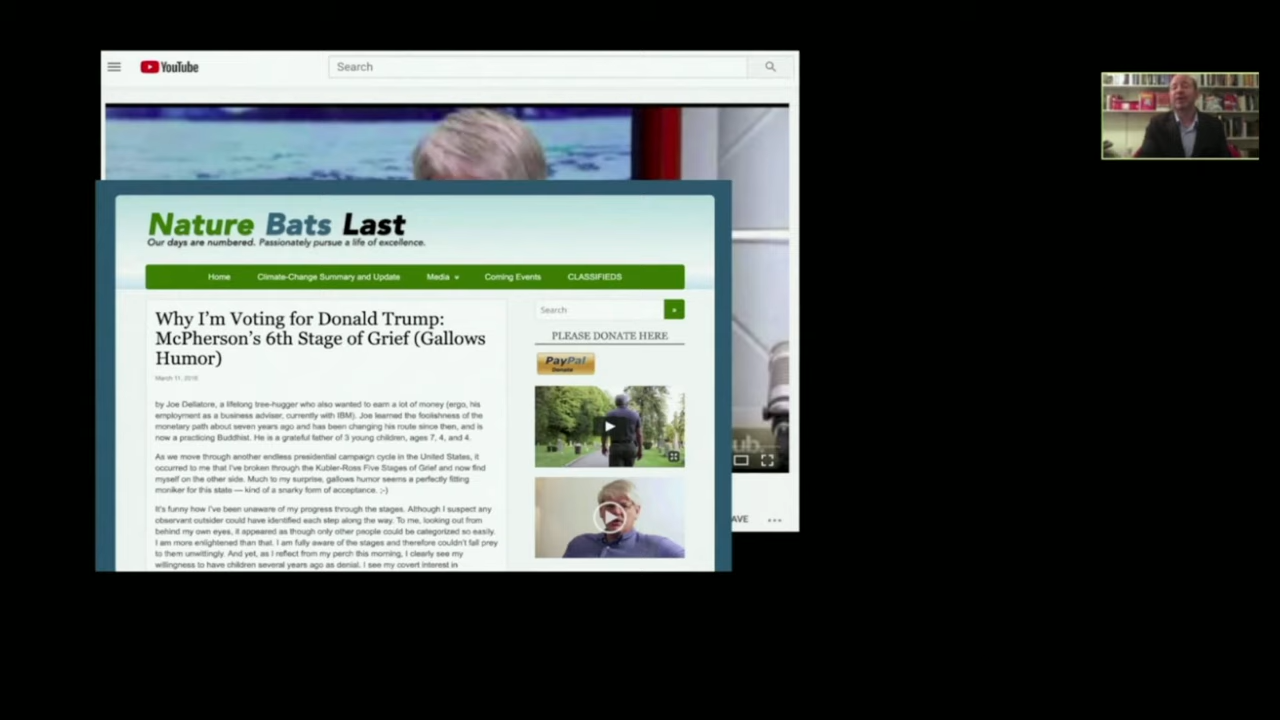 YouTube
Search
Nature Bats Last
Our days are numbered. Passionately pursue a life of excellence.
Home Climate-Change Summary and Update Media Coming Events CLASSIFIEDS
Why I'm Voting for Donald Trump:
McPherson's 6th Stage of Grief (Gallows
Humor)
by Joe Dellatore, a lifelong tree-hugger who also wanted to earn a lot of money (ergo, his
employment as a business adviser, currently with IBM). Joe learned the foolishness of the
monetary path about seven years ago and has been changing his route since then, and is
now a practicing Buddhist. He is a grateful father of 3 young children, ages 7, 4, and 4.
As we move through another endless presidential campaign cycle in the United States, it
occurred to me that I've broken through the Kubler-Ross Five Stages of Grief and now find
myself on the other side. Much to my surprise, gallows humor seems a perfectly fitting
moniker for this state — kind of a snarky form of acceptance. ;-)
It's funny how I've been unaware of my progress through the stages. Although I suspect any
observant outsider could have identified each step along the way. To me, looking out from
behind my own eyes, it appeared as though only other people could be categorized so easily.
I am more enlightened than that. I am fully aware of the stages and therefore couldn't fall prey
to them unwittingly. And yet, as I reflect from my perch this morning, I clearly see my
willingness to have children several years ago as denial. I see my covert interest in
Search
PLEASE DONATE HERE
PayPal
Donate
ub.
AVE